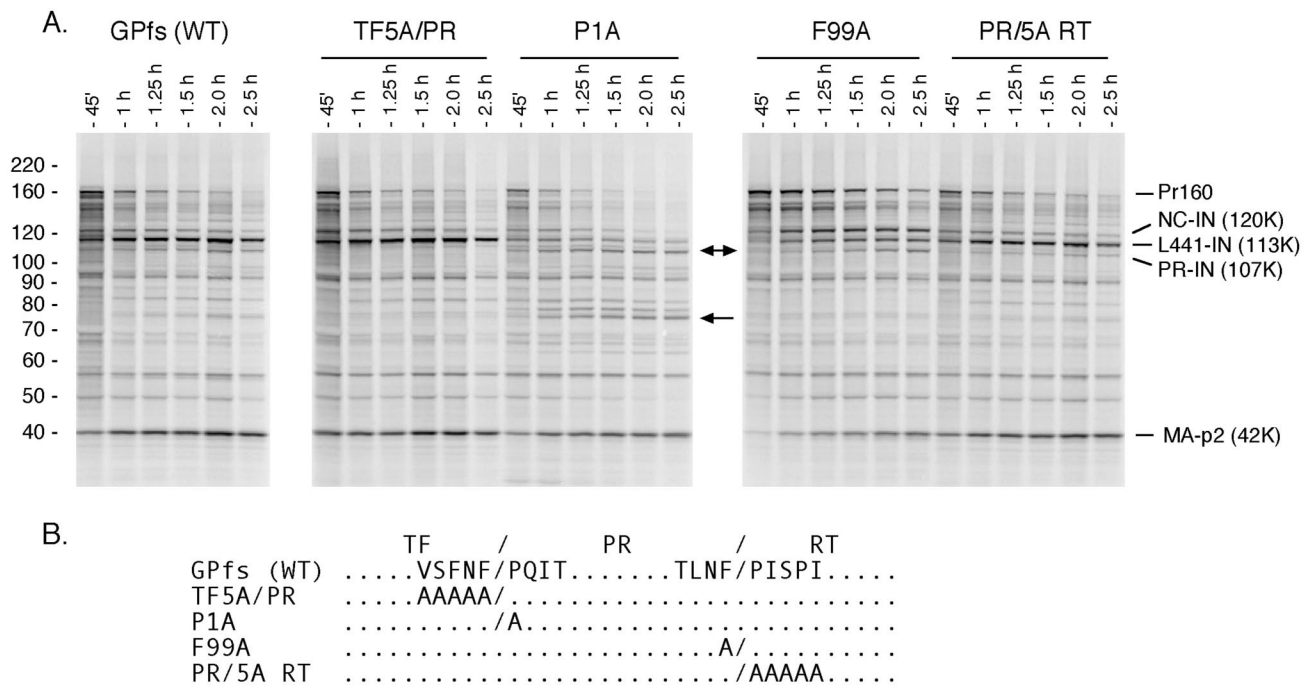 A.
GPfs (WT) TF5A/PR P1A F99A PR/5A RT
- 45' - 1 h - 1.25 h - 1.5 h - 2.0 h - 2.5 h - 45' - 1 h - 1.25 h - 1.5 h - 2.0 h - 2.5 h - 45' - 1 h - 1.25 h - 1.5 h - 2.0 h - 2.5 h - 45' - 1 h - 1.25 h - 1.5 h - 2.0 h - 2.5 h - 45' - 1 h - 1.25 h - 1.5 h - 2.0 h - 2.5 h
220 -
160 -
120 -
100 -
90 -
80 -
70 -
60 -
50 -
40 -
Pr160
NC-IN (120K)
L441-IN (113K)
PR-IN (107K)
MA-p2 (42K)
B.
TF / PR / RT
GPfs (WT) .....VSFNF/PQIT.......TLNF/PISPI.....
TF5A/PR .....AAAAA/...........................
P1A ........../A..........................
F99A ..........................A/..........
PR/5A RT .........................../AAAAA.....